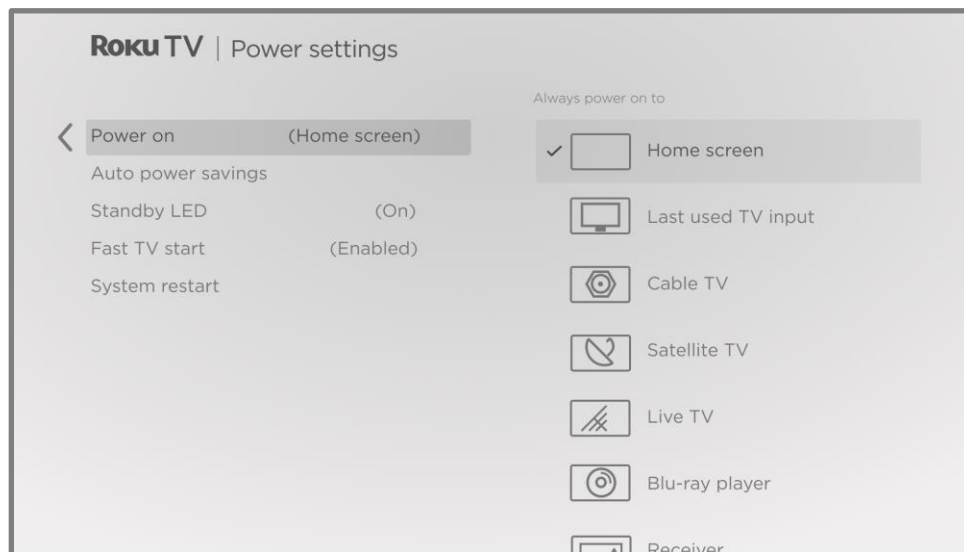 Roku TV | Power settings
Always power on to
Power on (Home screen)
Auto power savings
Standby LED (On)
Fast TV start (Enabled)
System restart
Home screen
Last used TV input
Cable TV
Satellite TV
Live TV
Blu-ray player
Receiver